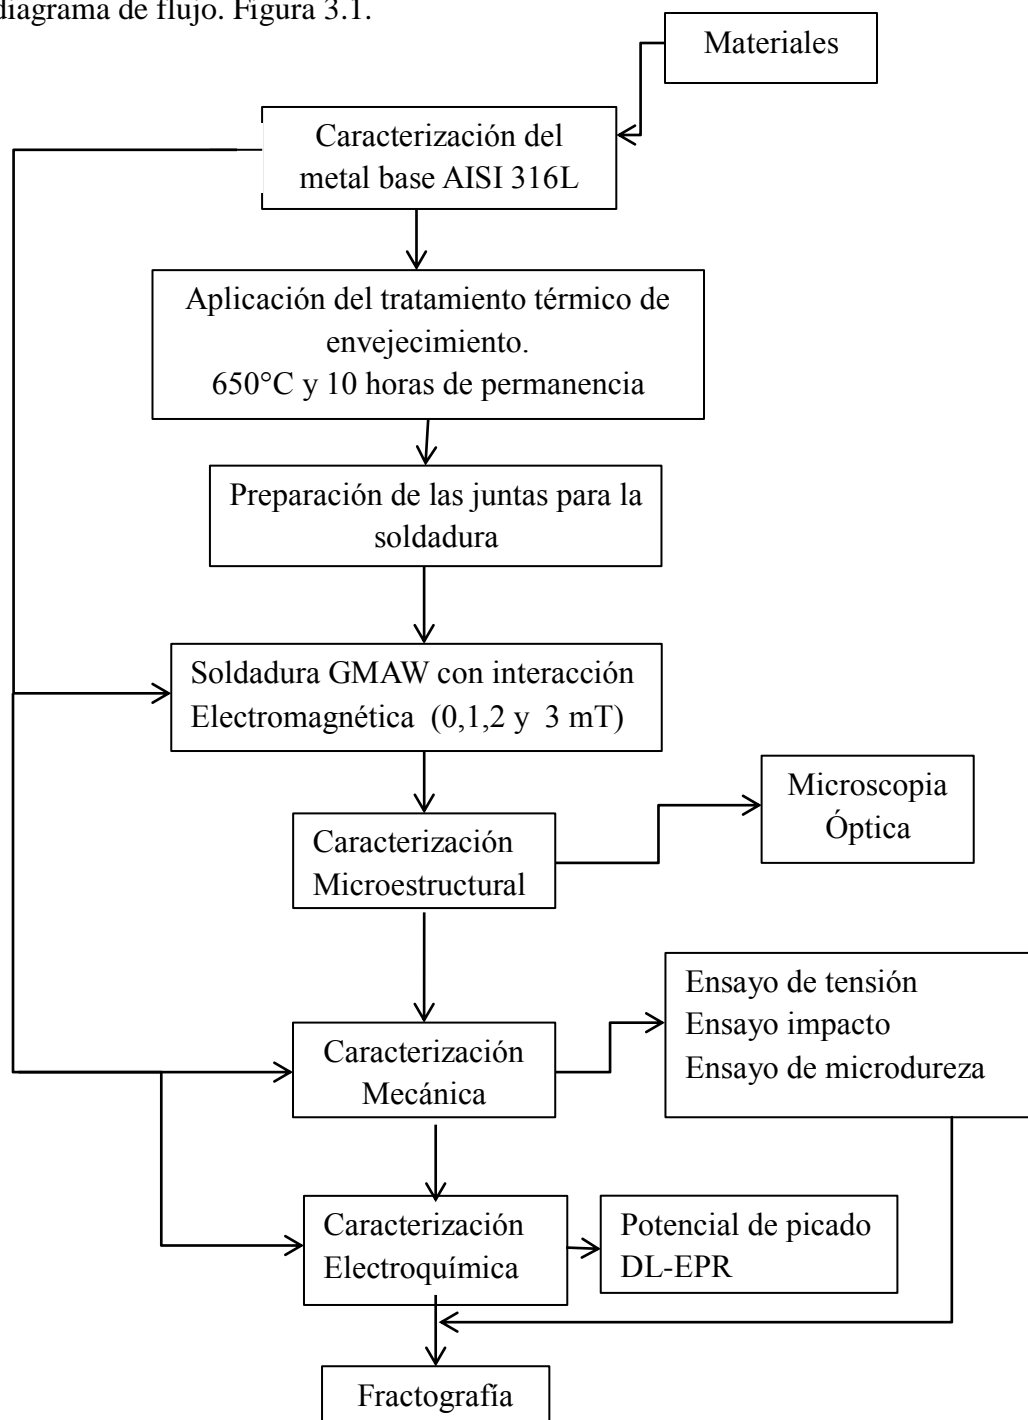 diagrama de flujo. Figura 3.1.
Materiales
Caracterización del
metal base AISI 316L
Aplicación del tratamiento térmico de
envejecimiento.
650°C y 10 horas de permanencia
Preparación de las juntas para la
soldadura
Soldadura GMAW con interacción
Electromagnética (0,1,2 y 3 mT)
Microscopia
Óptica
Caracterización
Microestructural
Ensayo de tensión
Ensayo impacto
Ensayo de microdureza
Caracterización
Mecánica
Caracterización
Electroquímica
Potencial de picado
DL-EPR
Fractografía